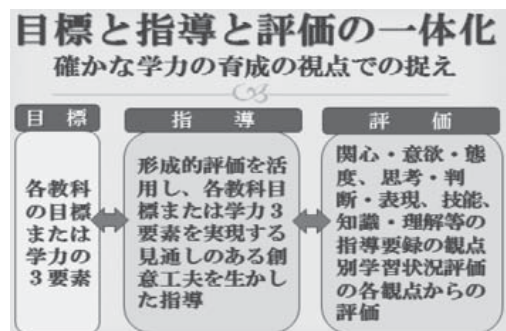 目標と指導と評価の一体化
確かな学力の育成の視点での捉え
目 標
各教科
の目標
または
学力の
3要素
指 導
形成的評価を活
用し、各教科目
標または学力3
要素を実現する
見通しのある創
意工夫を生かし
た指導
評 価
関心・意欲・態
度、思考・判
断・表現、技能、
知識・理解等の
指導要録の観点
別学習状況評価
の各観点からの
評価